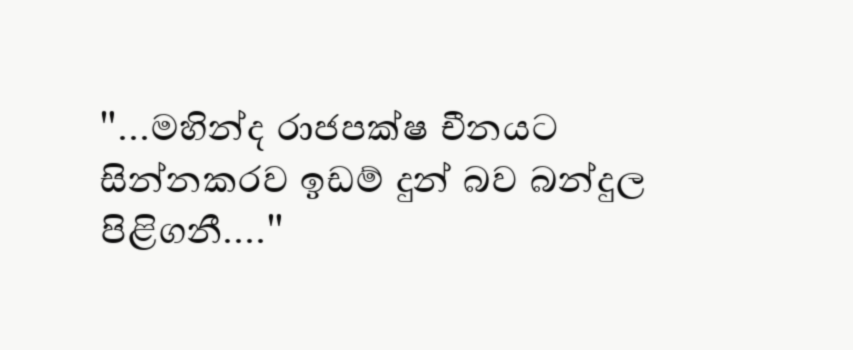 "...මහින්ද රාජපක්ෂ චීනයට
සින්නකරව ඉඩම් දුන් බව බන්දුල
පිළිගනී...."